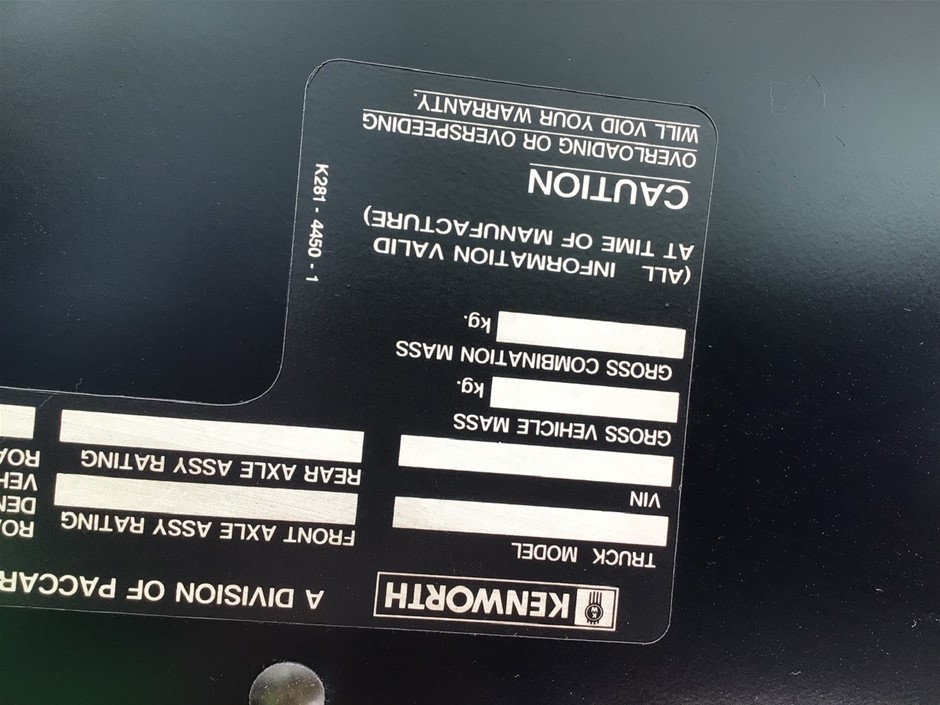 KENWORTH
A DIVISION OF PACCAR
TRUCK MODEL
VIN
GROSS VEHICLE MASS
kg.
GROSS COMBINATION MASS
kg.
(ALL INFORMATION VALID
AT TIME OF MANUFACTURE)
CAUTION
OVERLOADING OR OVERSPEEDING
WILL VOID YOUR WARRANTY.
FRONT AXLE ASSY RATING
REAR AXLE ASSY RATING
K281 - 4450 - 1